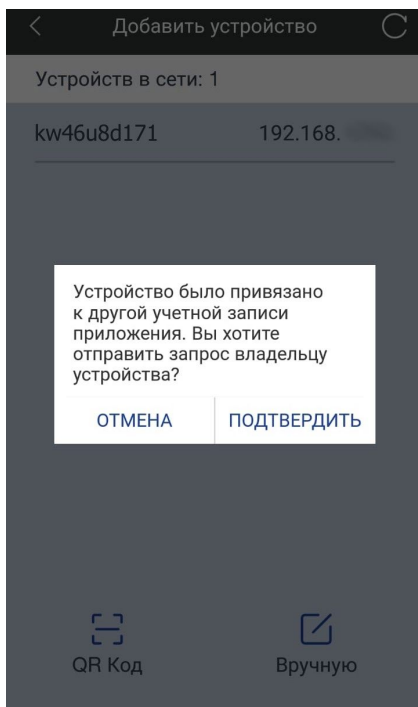 Добавить устройство
Устройств в сети: 1
kw46u8d171 192.168.
Устройство было привязано
к другой учетной записи
приложения. Вы хотите
отправить запрос владельцу
устройства?
ОТМЕНА ПОДТВЕРДИТЬ
QR Код Вручную